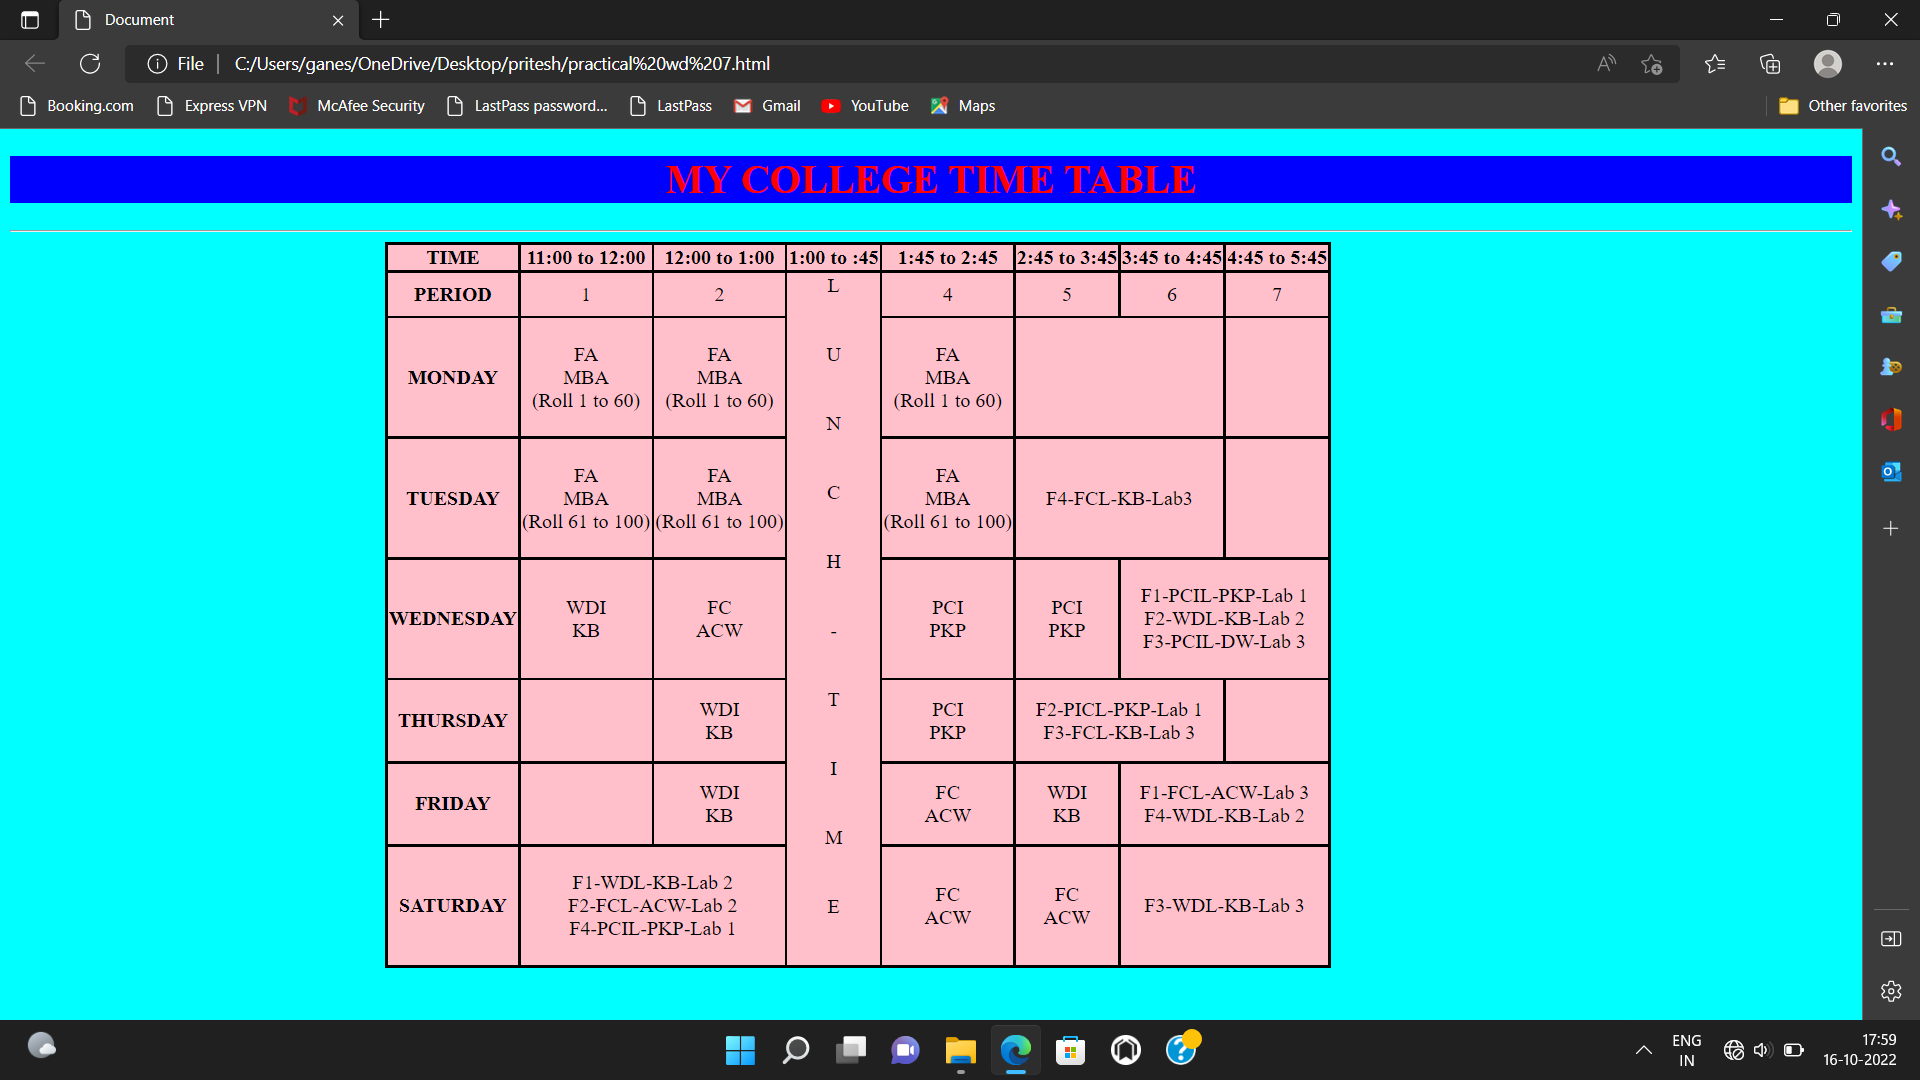 Document
File
C:/Users/ganes/OneDrive/Desktop/pritesh/practical%20wd%207.html
Booking.com
Express VPN
McAfee Security
LastPass password...
LastPass
Gmail
YouTube
Maps
Other favorites
MY COLLEGE TIME TABLE
TIME 11:00 to 12:00 12:00 to 1:00 1:00 to :45 1:45 to 2:45 2:45 to 3:45 3:45 to 4:45 4:45 to 5:45
PERIOD 1 2 4 5 6 7
L
U
N
C
H
-
T
I
M
E
MONDAY
FA
MBA
(Roll 1 to 60)
FA
MBA
(Roll 1 to 60)
FA
MBA
(Roll 1 to 60)
TUESDAY
FA
MBA
(Roll 61 to 100)
FA
MBA
(Roll 61 to 100)
FA
MBA
(Roll 61 to 100)
F4-FCL-KB-Lab3
WEDNESDAY
WDI
KB
FC
ACW
PCI
PKP
PCI
PKP
F1-PCIL-PKP-Lab 1
F2-WDL-KB-Lab 2
F3-PCIL-DW-Lab 3
THURSDAY
WDI
KB
PCI
PKP
F2-PICL-PKP-Lab 1
F3-FCL-KB-Lab 3
FRIDAY
WDI
KB
FC
ACW
WDI
KB
F1-FCL-ACW-Lab 3
F4-WDL-KB-Lab 2
SATURDAY
F1-WDL-KB-Lab 2
F2-FCL-ACW-Lab 2
F4-PCIL-PKP-Lab 1
FC
ACW
FC
ACW
F3-WDL-KB-Lab 3
ENG
IN
17:59
16-10-2022